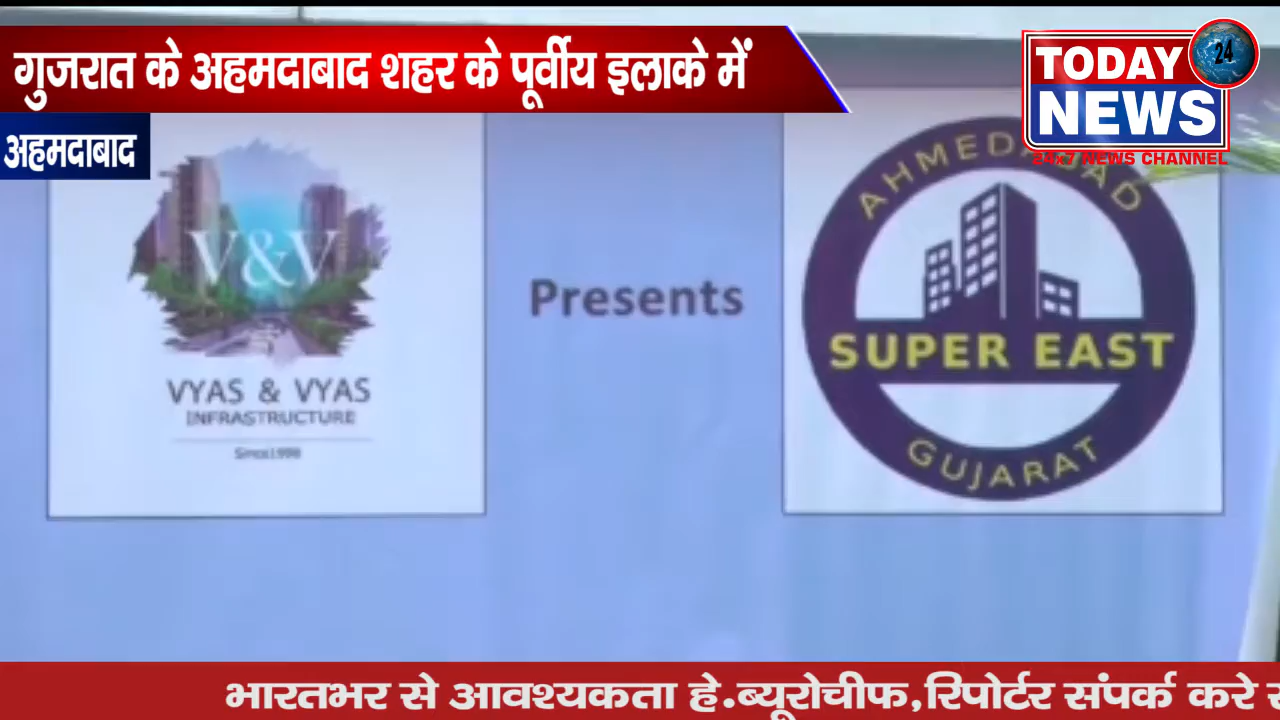 गुजरात के अहमदाबाद शहर के पूर्वीय इलाके में
अहमदाबाद
TODAY 24
NEWS
24x7 NEWS CHANNEL
V&V
VYAS & VYAS
INFRASTRUCTURE
Since1998
Presents
AHMEDABAD
SUPER EAST
GUJARAT
भारतभर से आवश्यकता हे.ब्यूरोचीफ,रिपोर्टर संपर्क करे